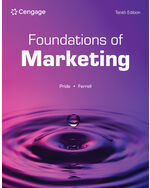 Cengage
Tenth Edition
Foundations of
Marketing
Pride • Ferrell